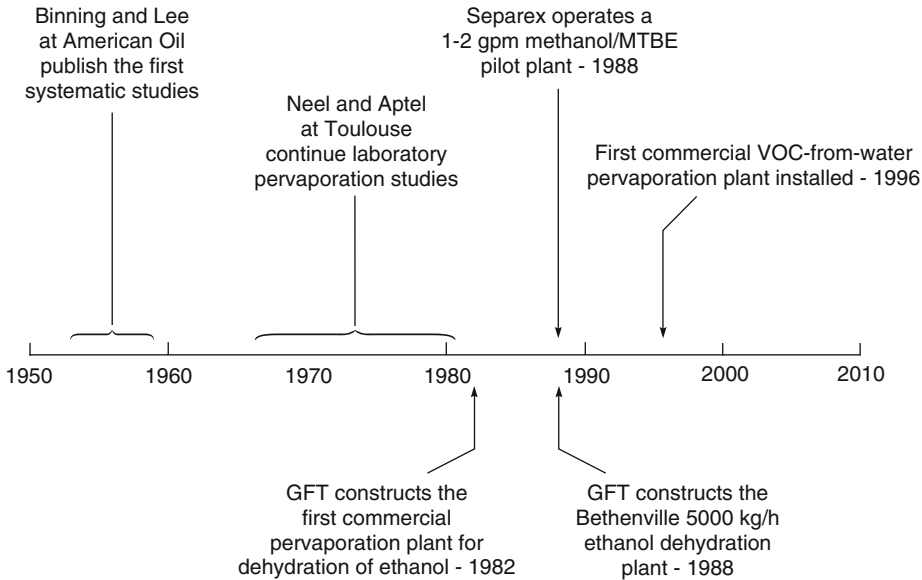 Binning and Lee
at American Oil
publish the first
systematic studies
Neel and Aptel
at Toulouse
continue laboratory
pervaporation studies
Separex operates a
1-2 gpm methanol/MTBE
pilot plant - 1988
First commercial VOC-from-water
pervaporation plant installed - 1996
1950 1960 1970 1980 1990 2000 2010
GFT constructs the
first commercial
pervaporation plant for
dehydration of ethanol - 1982
GFT constructs the
Bethenville 5000 kg/h
ethanol dehydration
plant - 1988